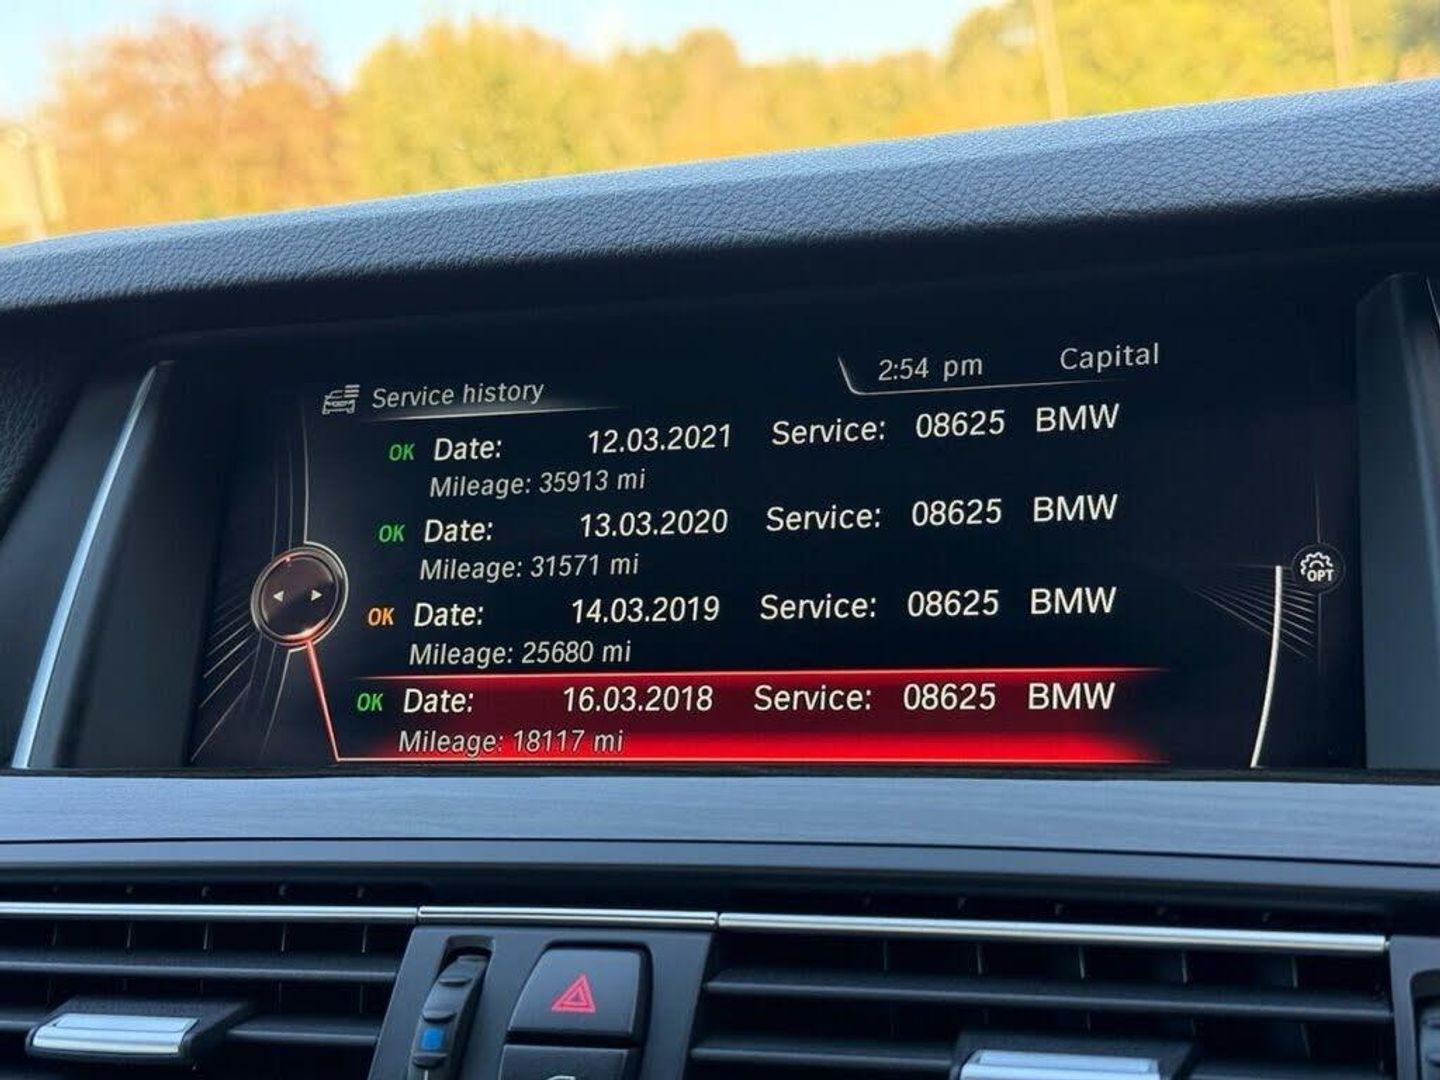 2:54 pm Capital
Service history
OK Date: 12.03.2021 Service: 08625 BMW
Mileage: 35913 mi
OK Date: 13.03.2020 Service: 08625 BMW
Mileage: 31571 mi
OK Date: 14.03.2019 Service: 08625 BMW
Mileage: 25680 mi
OK Date: 16.03.2018 Service: 08625 BMW
Mileage: 18117 mi
OPT